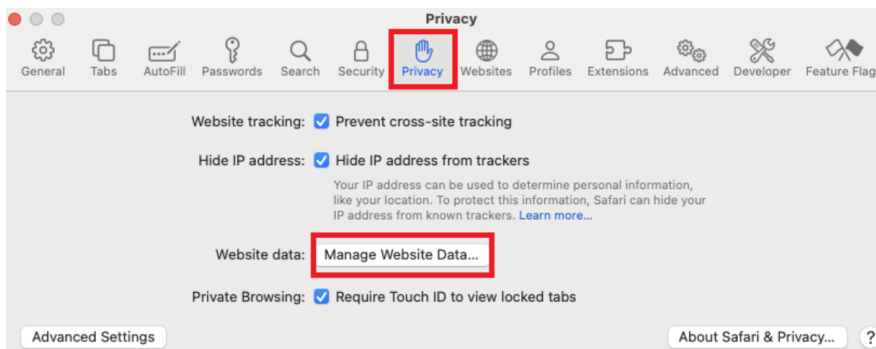 Privacy
General Tabs AutoFill Passwords Search Security Privacy Websites Profiles Extensions Advanced Developer Feature Flag
Website tracking: Prevent cross-site tracking
Hide IP address: Hide IP address from trackers
Your IP address can be used to determine personal information,
like your location. To protect this information, Safari can hide your
IP address from known trackers. Learn more...
Website data: Manage Website Data...
Private Browsing: Require Touch ID to view locked tabs
Advanced Settings About Safari & Privacy... ?